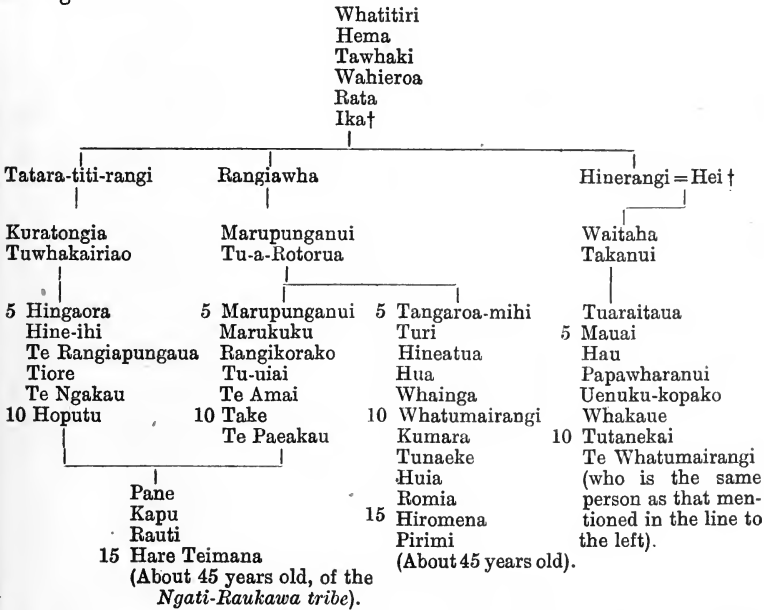 Whatitiri
Hema
Tawhaki
Wahieroa
Rata
Ika†
Tatara-titi-rangi
Kuratongia
Tuwhakairiao
5 Hingaora
Hine-ihi
Te Rangiapungaua
Tiore
Te Ngakau
10 Hoputu
Rangiawha
Marupunganui
Tu-a-Rotorua
5 Marupunganui
Marukuku
Rangikorako
Tu-uiai
Te Amai
10 Take
Te Paeakau
Pane
Kapu
Rauti
15 Hare Teimana
(About 45 years old, of the
Ngati-Raukawa tribe).
5 Tangaroa-mihi
Turi
Hineatua
Hua
Whainga
10 Whatumairangi
Kumara
Tunaeke
Huia
Romia
15 Hiromena
Pirimi
(About 45 years old).
Hinerangi = Hei †
Waitaha
Takanui
Tuaraitaua
5 Mauai
Hau
Papawharanui
Uenuku-kopako
Whakaue
10 Tutanekai
Te Whatumairangi
(who is the same
person as that men-
tioned in the line to
the left).